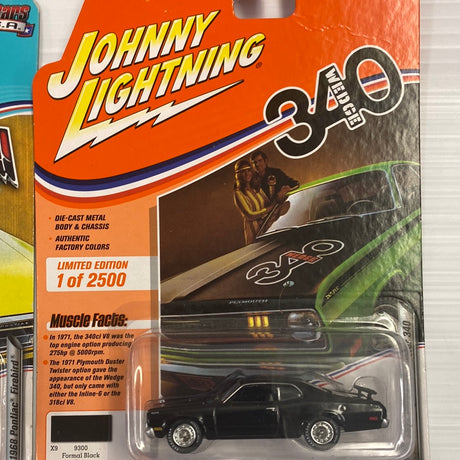 JOHNNY
LIGHTNING®
340
WEDGE
• DIE-CAST METAL
BODY & CHASSIS
• AUTHENTIC
FACTORY COLORS
LIMITED EDITION
1 of 2500
340
WEDGE
PLYMOUTH
Muscle Facts:
• In 1971, the 340ci V8 was
the top engine option producing
275hp @ 5000rpm.
• The 1971 Plymouth Duster
Twister option gave the
appearance of the Wedge
340, but only came with
either the Inline-6 or the
318ci V8.
X9 9300
Formal Black
1968 Pontiac Firebird